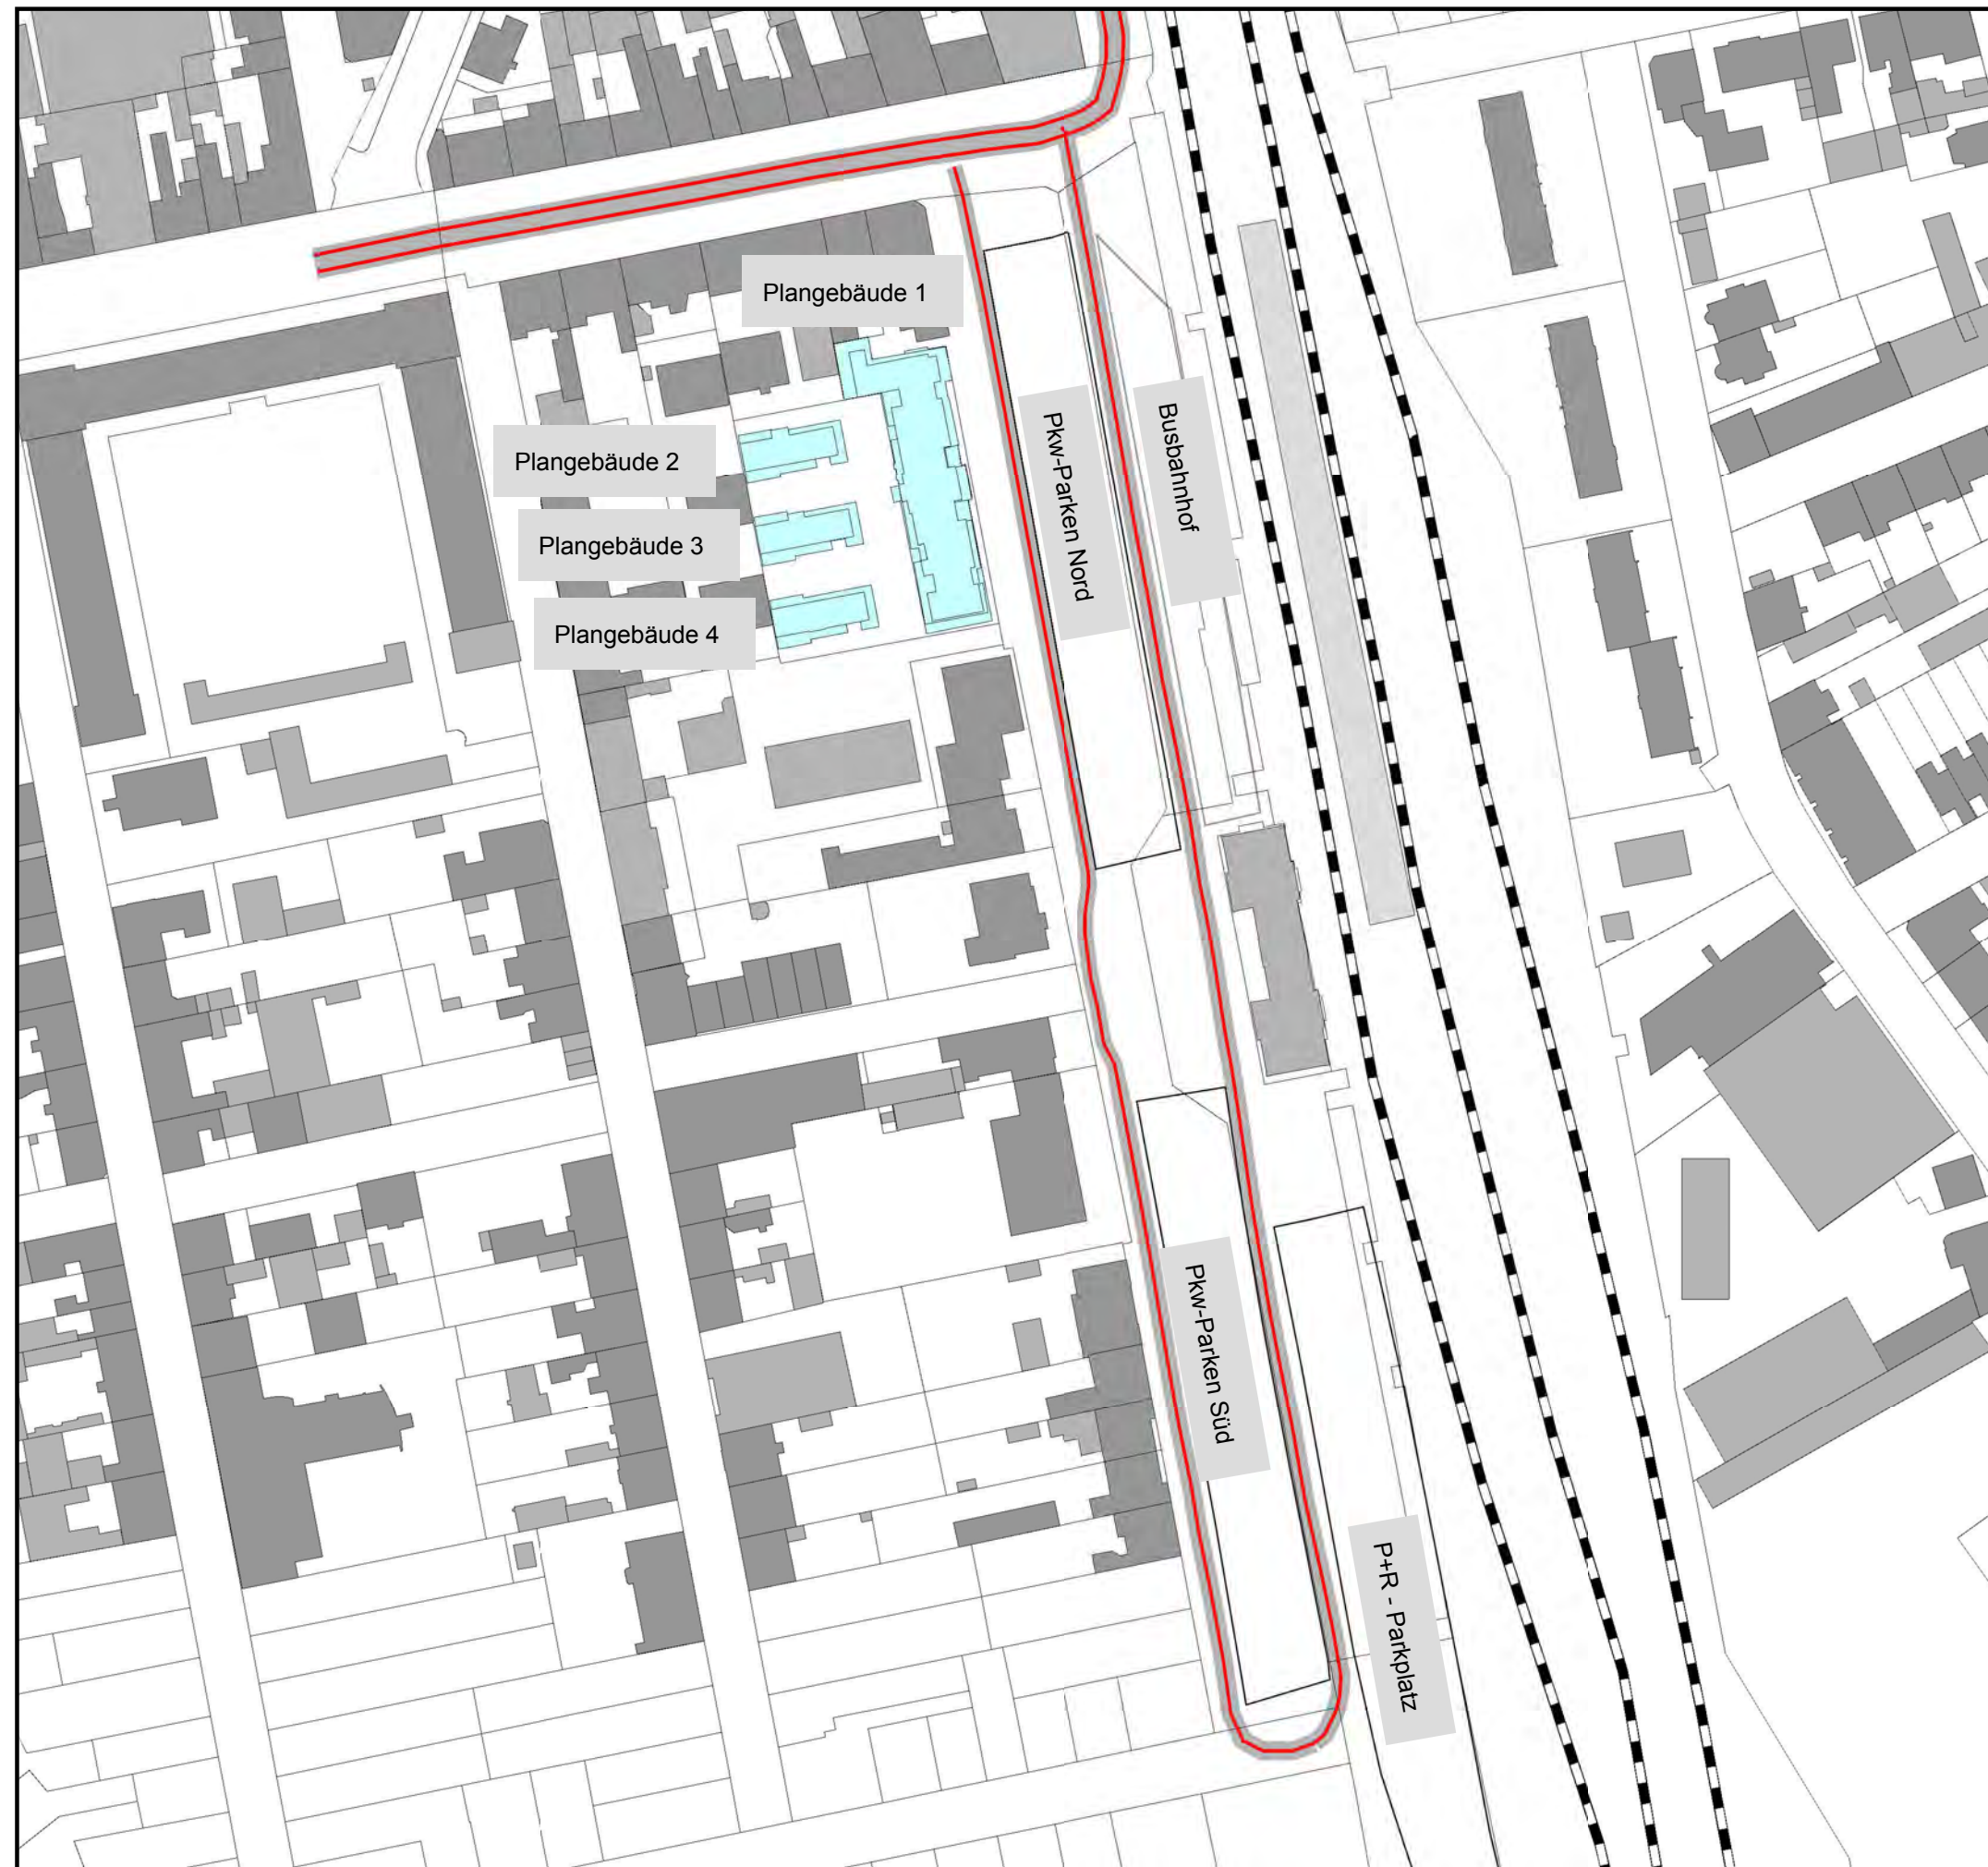 Plangebäude 1
Plangebäude 2
Plangebäude 3
Plangebäude 4
Pkw-Parken Nord
Busbahnhof
Pkw-Parken Süd
P+R - Parkplatz